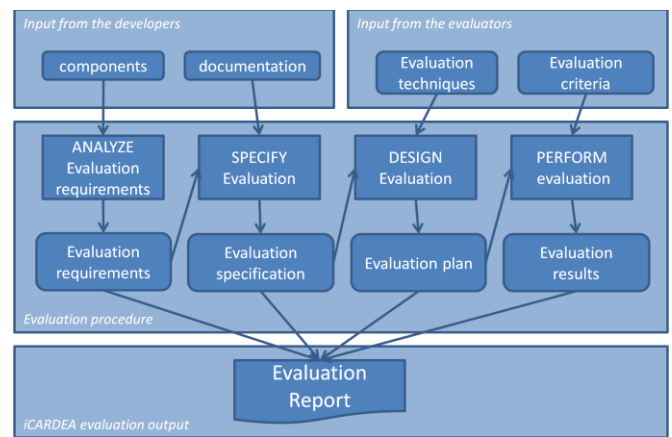 Input from the developers
Input from the evaluators
components
documentation
Evaluation
techniques
Evaluation
criteria
ANALYZE
Evaluation
requirements
SPECIFY
Evaluation
DESIGN
Evaluation
PERFORM
evaluation
Evaluation
requirements
Evaluation
specification
Evaluation plan
Evaluation
results
Evaluation procedure
Evaluation
Report
iCARDEA evaluation output